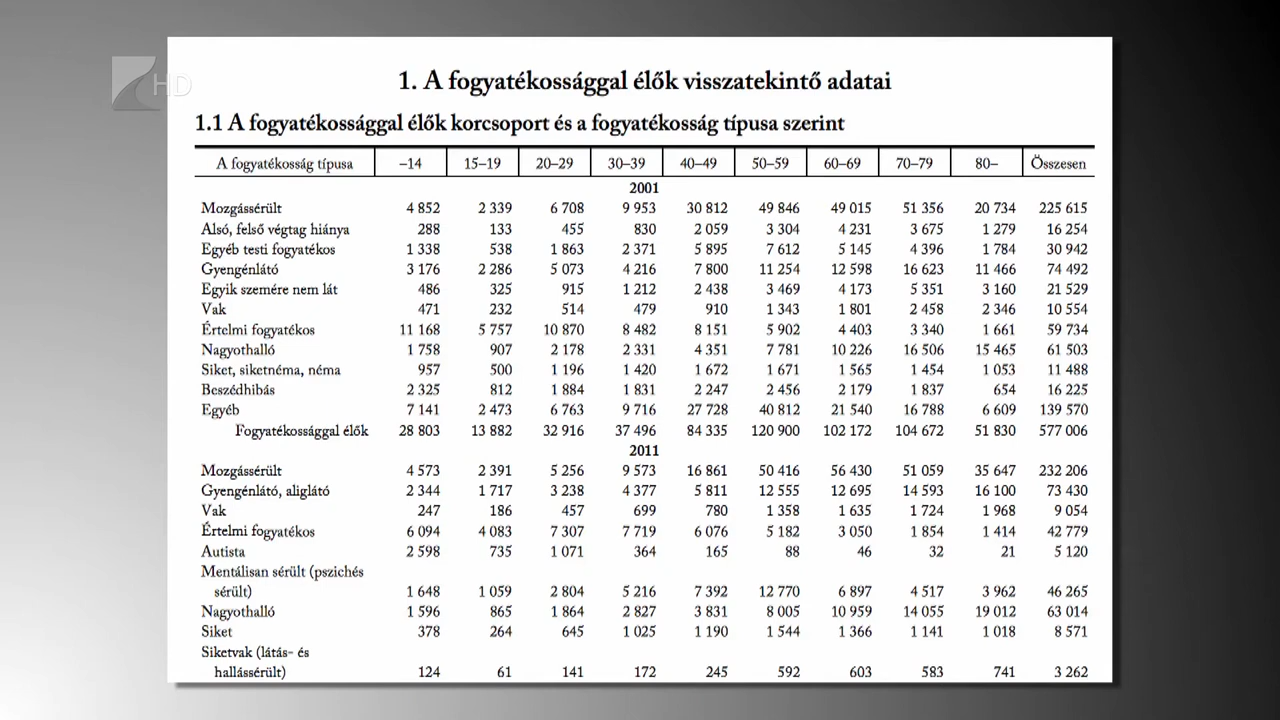 HD
1. A fogyatékossággal élők visszatekintő adatai
1.1 A fogyatékossággal élők korcsoport és a fogyatékosság típusa szerint
A fogyatékosság típusa –14 15–19 20–29 30–39 40–49 50–59 60–69 70–79 80– Összesen
2001
Mozgássérült 4 852 2 339 6 708 9 953 30 812 49 846 49 015 51 356 20 734 225 615
Alsó, felső végtag hiánya 288 133 455 830 2 059 3 304 4 231 3 675 1 279 16 254
Egyéb testi fogyatékos 1 338 538 1 863 2 371 5 895 7 612 5 145 4 396 1 784 30 942
Gyengénlátó 3 176 2 286 5 073 4 216 7 800 11 254 12 598 16 623 11 466 74 492
Egyik szemére nem lát 486 325 915 1 212 2 438 3 469 4 173 5 351 3 160 21 529
Vak 471 232 514 479 910 1 343 1 801 2 458 2 346 10 554
Értelmi fogyatékos 11 168 5 757 10 870 8 482 8 151 5 902 4 403 3 340 1 661 59 734
Nagyothalló 1 758 907 2 178 2 331 4 351 7 781 10 226 16 506 15 465 61 503
Siket, siketnéma, néma 957 500 1 196 1 420 1 672 1 671 1 565 1 454 1 053 11 488
Beszédhibás 2 325 812 1 884 1 831 2 247 2 456 2 179 1 837 654 16 225
Egyéb 7 141 2 473 6 763 9 716 27 728 40 812 21 540 16 788 6 609 139 570
Fogyatékossággal élők 28 803 13 882 32 916 37 496 84 335 120 900 102 172 104 672 51 830 577 006
2011
Mozgássérült 4 573 2 391 5 256 9 573 16 861 50 416 56 430 51 059 35 647 232 206
Gyengénlátó, aliglátó 2 344 1 717 3 238 4 377 5 811 12 555 12 695 14 593 16 100 73 430
Vak 247 186 457 699 780 1 358 1 635 1 724 1 968 9 054
Értelmi fogyatékos 6 094 4 083 7 307 7 719 6 076 5 182 3 050 1 854 1 414 42 779
Autista 2 598 735 1 071 364 165 88 46 32 21 5 120
Mentálisan sérült (pszichés
sérült) 1 648 1 059 2 804 5 216 7 392 12 770 6 897 4 517 3 962 46 265
Nagyothalló 1 596 865 1 864 2 827 3 831 8 005 10 959 14 055 19 012 63 014
Siket 378 264 645 1 025 1 190 1 544 1 366 1 141 1 018 8 571
Siketvak (látás- és
hallássérült) 124 61 141 172 245 592 603 583 741 3 262